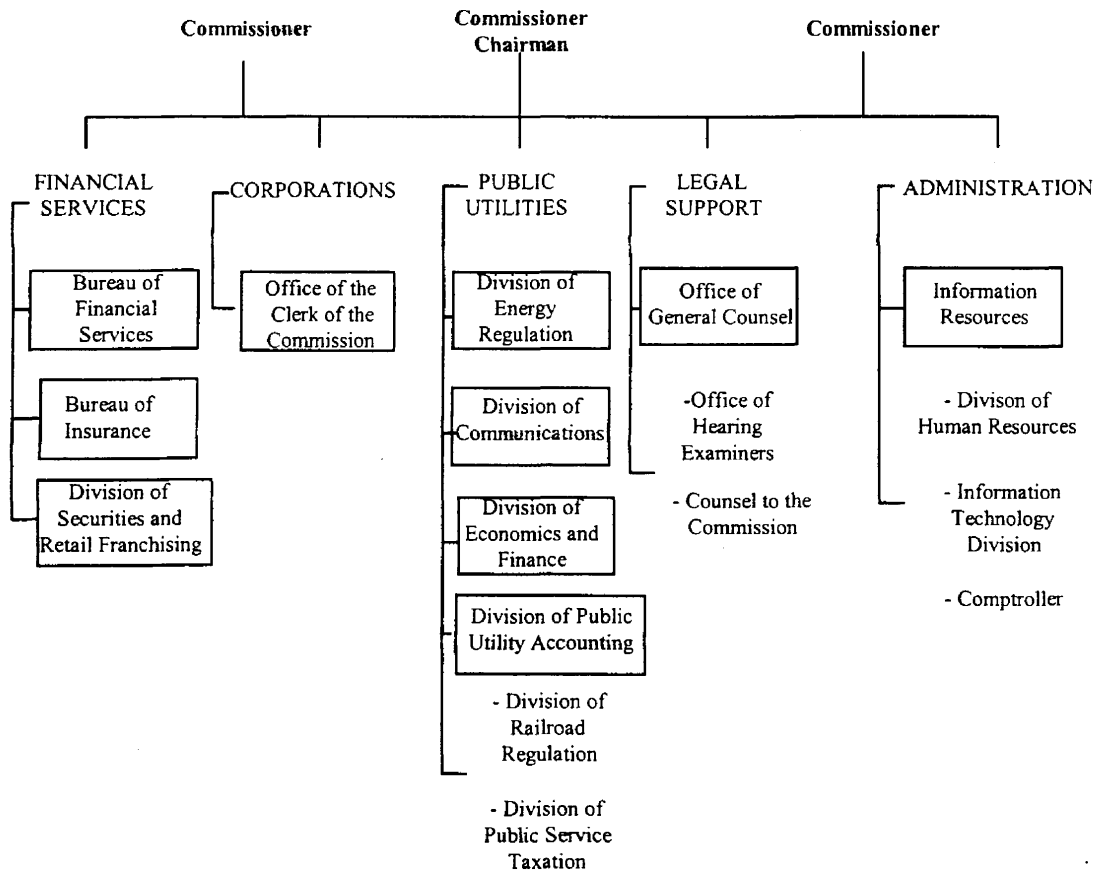 Commissioner
Commissioner
Chairman
Commissioner
FINANCIAL
SERVICES
Bureau of
Financial
Services
Bureau of
Insurance
Division of
Securities and
Retail Franchising
CORPORATIONS
Office of the
Clerk of the
Commission
PUBLIC
UTILITIES
Division of
Energy
Regulation
Division of
Communications
Division of
Economics and
Finance
Division of Public
Utility Accounting
- Division of
Railroad
Regulation
- Division of
Public Service
Taxation
LEGAL
SUPPORT
Office of
General Counsel
-Office of
Hearing
Examiners
- Counsel to the
Commission
ADMINISTRATION
Information
Resources
- Divison of
Human Resources
- Information
Technology
Division
- Comptroller